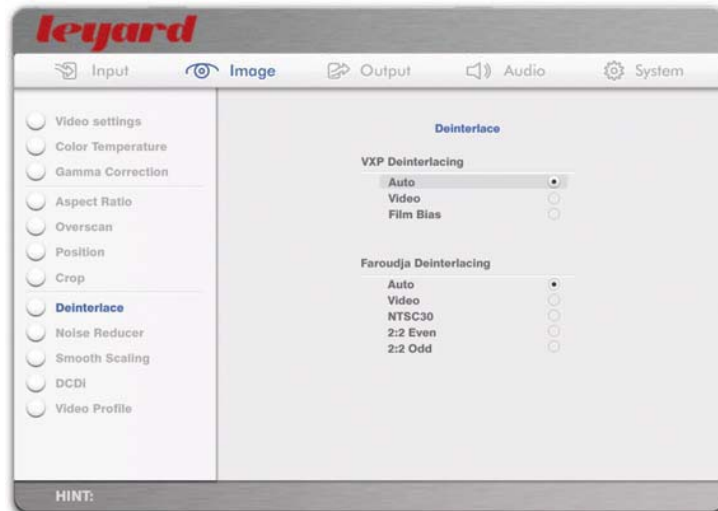 leyard
Input Image Output Audio System
Video settings
Color Temperature
Gamma Correction
Aspect Ratio
Overscan
Position
Crop
Deinterlace
Noise Reducer
Smooth Scaling
DCDi
Video Profile
Deinterlace
VXP Deinterlacing
Auto
Video
Film Bias
Faroudja Deinterlacing
Auto
Video
NTSC30
2:2 Even
2:2 Odd
HINT: